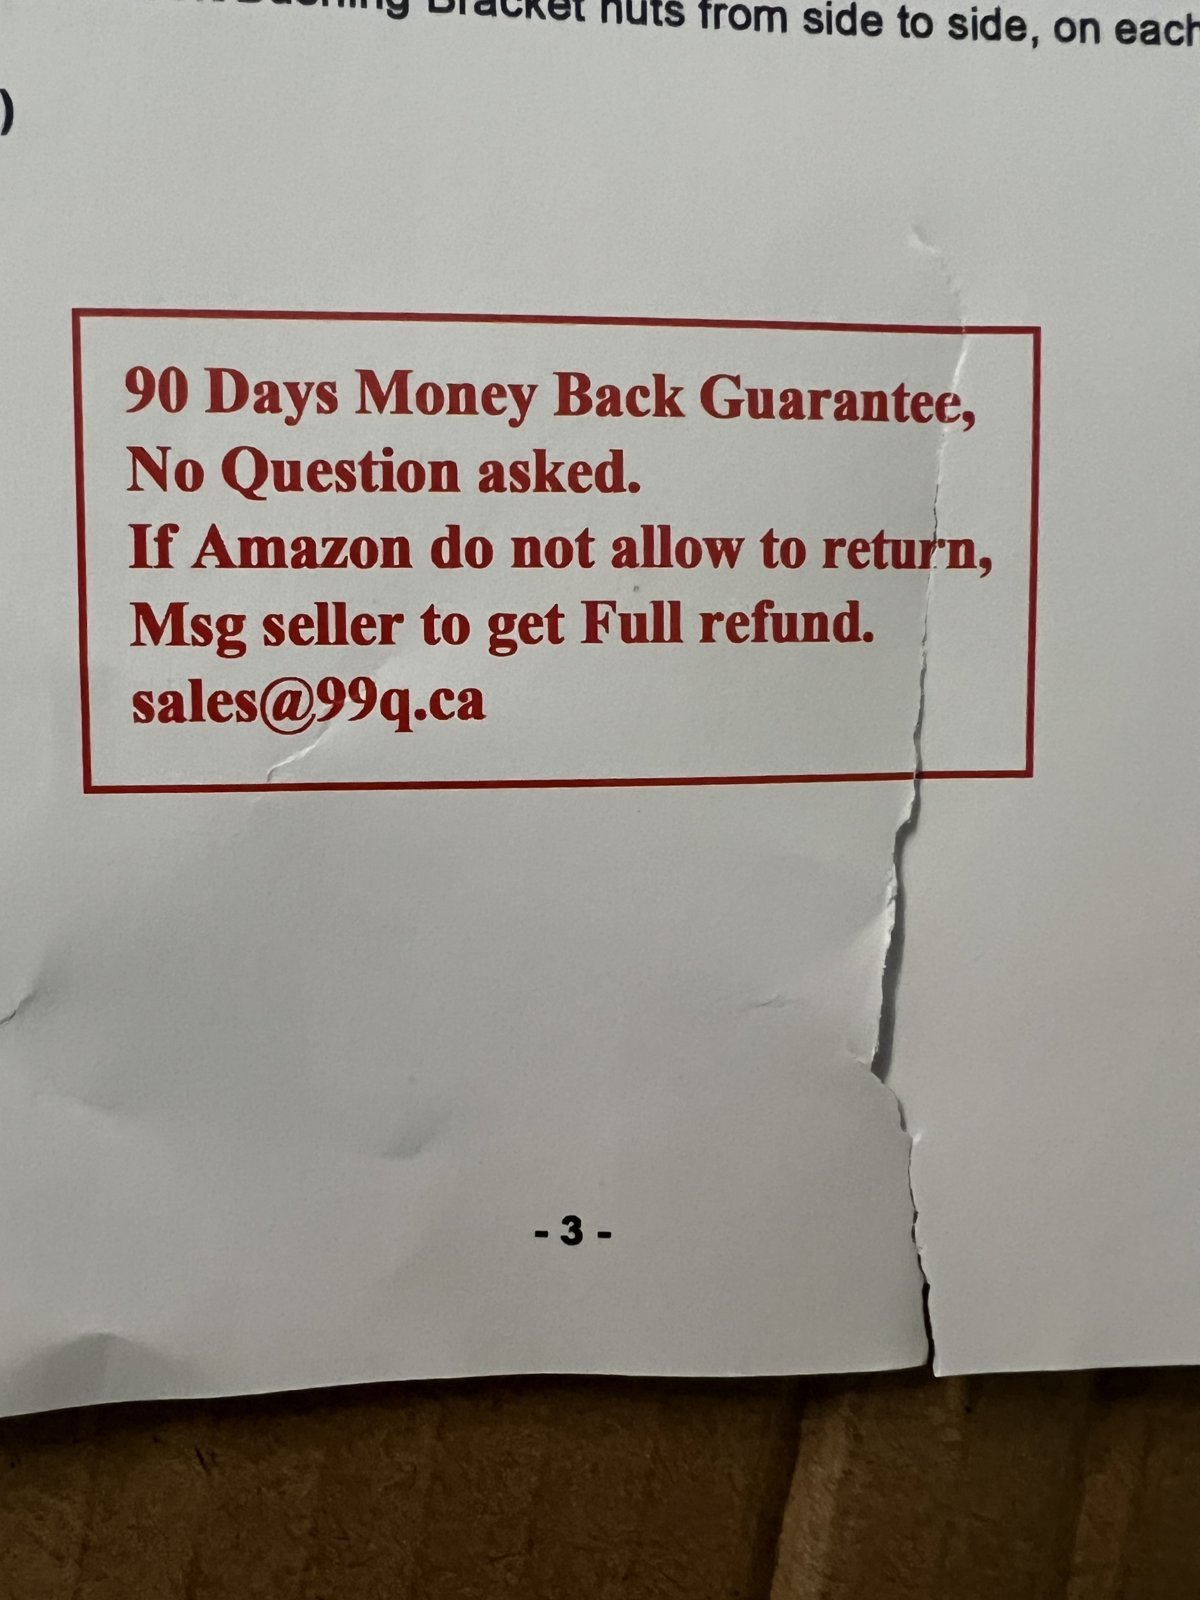 Bracket nuts from side to side, on each
)
90 Days Money Back Guarantee,
No Question asked.
If Amazon do not allow to return,
Msg seller to get Full refund.
sales@99q.ca
- 3 -